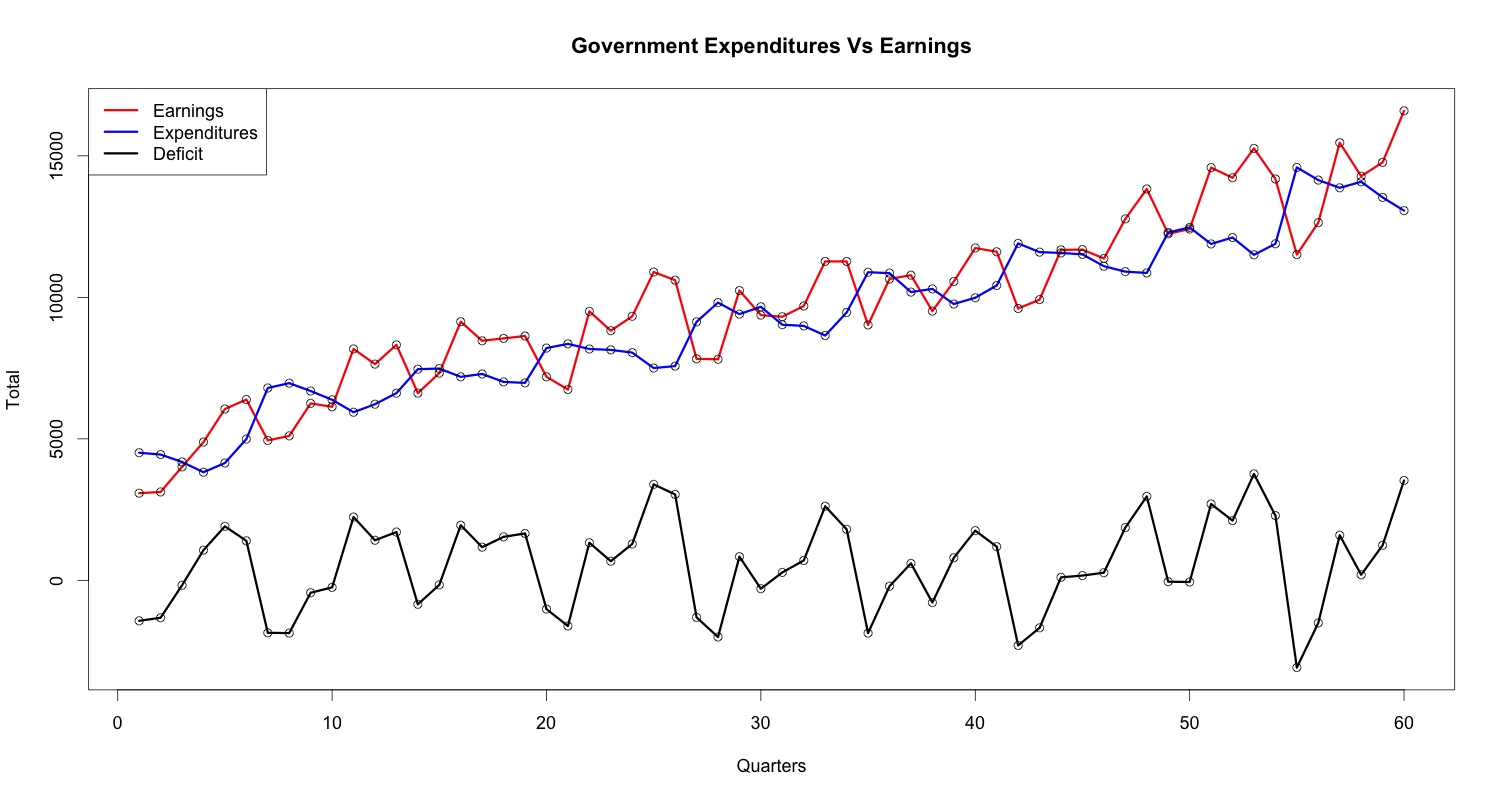 Government Expenditures Vs Earnings
Earnings
Expenditures
Deficit
15000
10000
5000
0
Total
0 10 20 30 40 50 60
Quarters